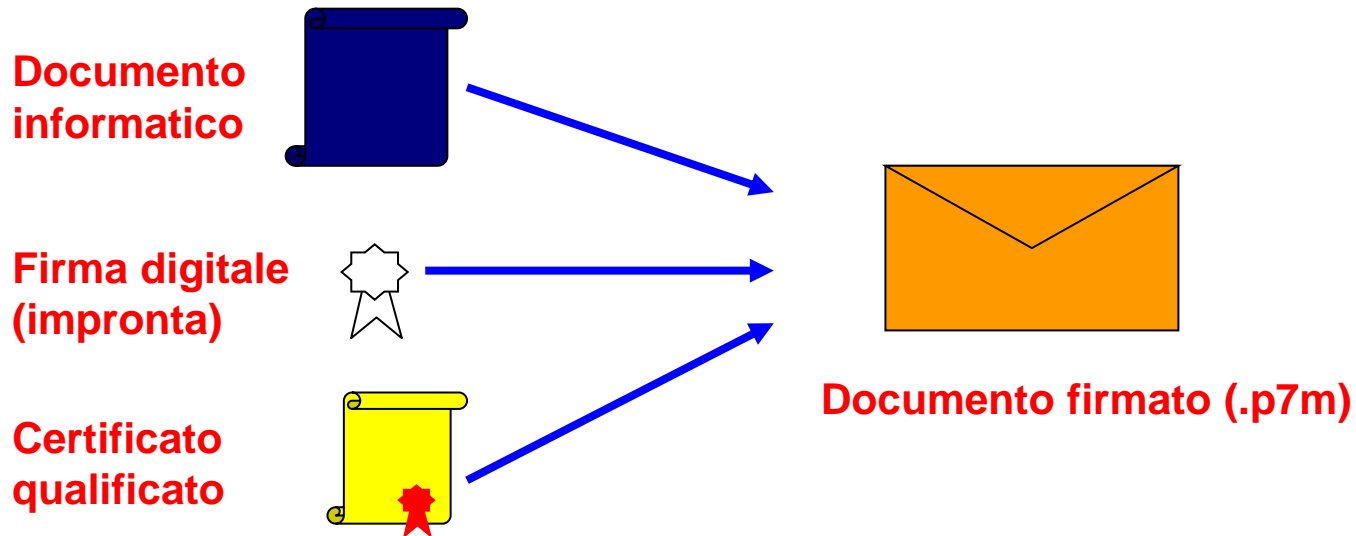 Documento
informatico
Firma digitale
(impronta)
Certificato
qualificato
Documento firmato (.p7m)